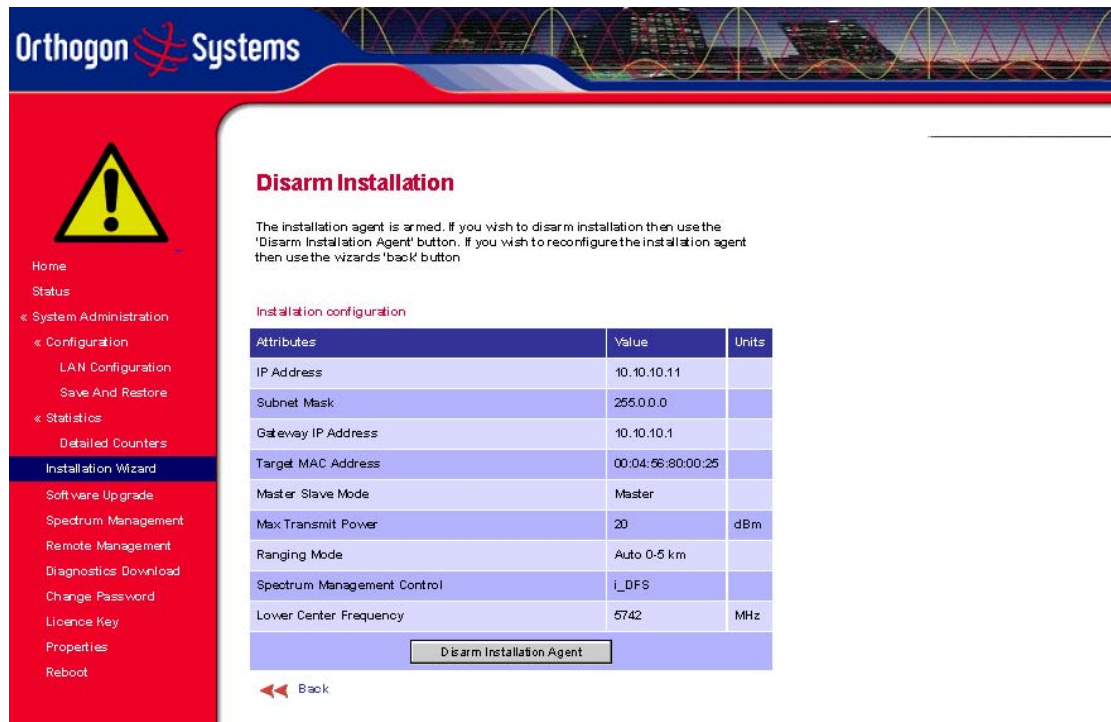 Orthogon Systems
Home
Status
« System Administration
« Configuration
LAN Configuration
Save And Restore
« Statistics
Detailed Counters
Installation Wizard
Software Upgrade
Spectrum Management
Remote Management
Diagnostics Download
Change Password
Licence Key
Properties
Reboot
Disarm Installation
The installation agent is armed. If you wish to disarm installation then use the
'Disarm Installation Agent' button. If you wish to reconfigure the installation agent
then use the wizards 'back' button
Installation configuration
Attributes Value Units
IP Address 10.10.10.11
Subnet Mask 255.0.0.0
Gateway IP Address 10.10.10.1
Target MAC Address 00:04:56:80:00:25
Master Slave Mode Master
Max Transmit Power 20 dBm
Ranging Mode Auto 0-5 km
Spectrum Management Control i_DFS
Lower Center Frequency 5742 MHz
Disarm Installation Agent
Back